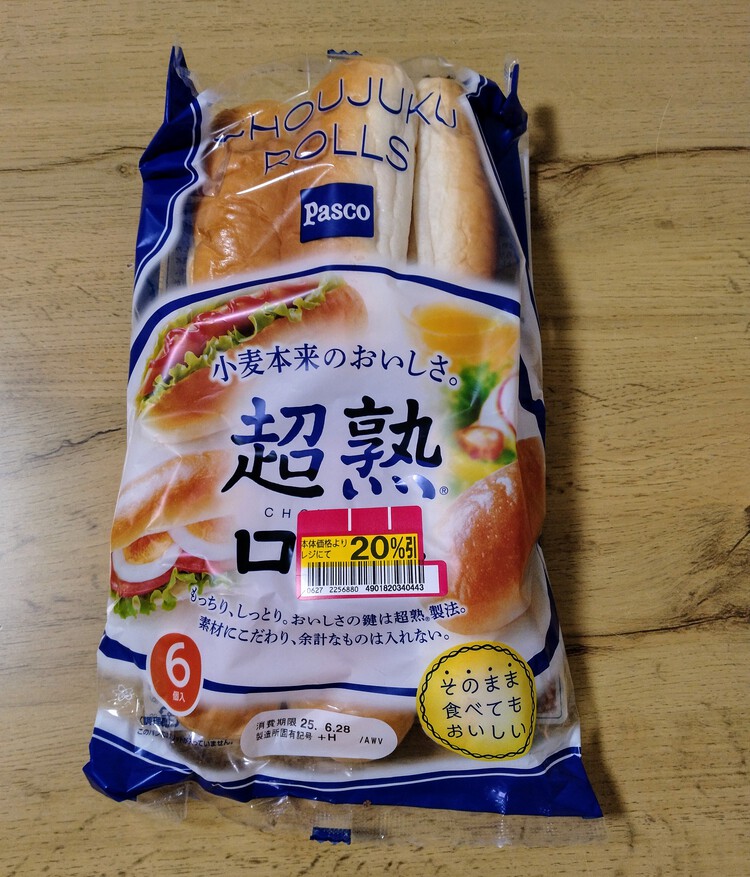 CHOUJUKU
ROLLS
Pasco
小麦本来のおいしさ。
超熟®
CHO
ロ
本体価格より
レジにて 20%引
0627 2256880 4901820340443
もっちり、しっとり。おいしさの鍵は超熟®製法。
素材にこだわり、余計なものは入れない。
6
個入
そのまま
食べても
おいしい
消費期限 25. 6.28
製造所固有記号 +H /AWV